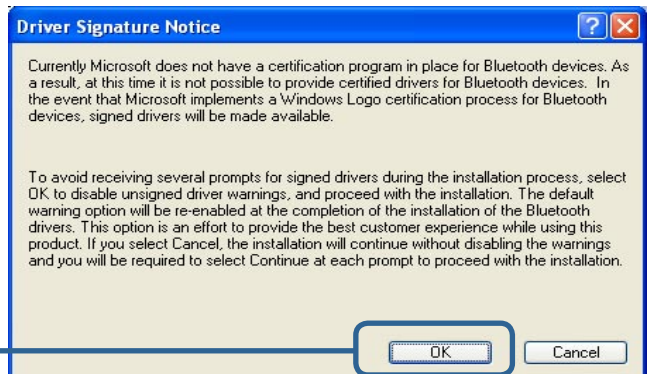 Driver Signature Notice
Currently Microsoft does not have a certification program in place for Bluetooth devices. As
a result, at this time it is not possible to provide certified drivers for Bluetooth devices. In
the event that Microsoft implements a Windows Logo certification process for Bluetooth
devices, signed drivers will be made available.
To avoid receiving several prompts for signed drivers during the installation process, select
OK to disable unsigned driver warnings, and proceed with the installation. The default
warning option will be re-enabled at the completion of the installation of the Bluetooth
drivers. This option is an effort to provide the best customer experience while using this
product. If you select Cancel, the installation will continue without disabling the warnings
and you will be required to select Continue at each prompt to proceed with the installation.
OK Cancel